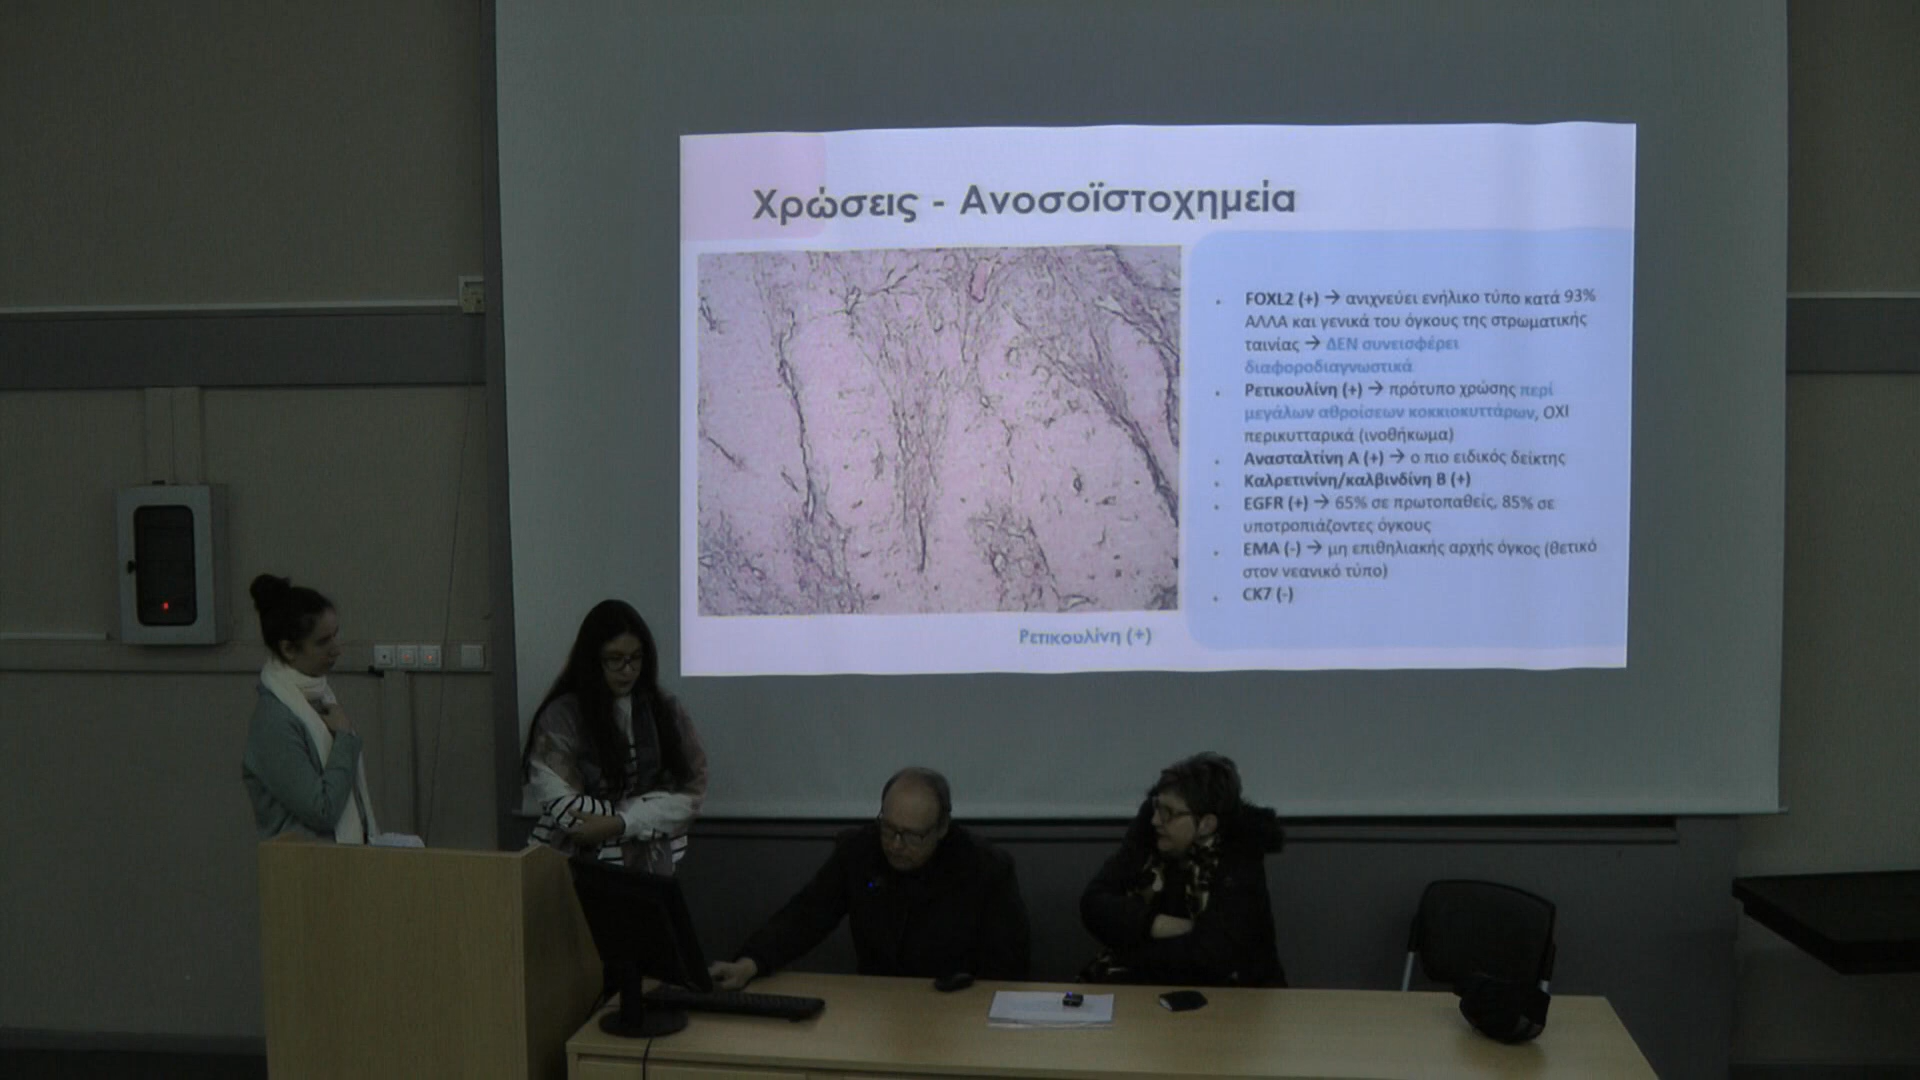 Χρώσεις - Ανοσοϊστοχημεία
FOXL2 (+) → ανιχνεύει ενήλικο τύπο κατά 93%
ΑΛΛΑ και γενικά του όγκους της στρωματικής
ταινίας → ΔΕΝ συνεισφέρει
διαφοροδιαγνωστικά
Ρετικουλίνη (+) → πρότυπο χρώσης περί
μεγάλων αθροίσεων κοκκιοκυττάρων, ΟΧΙ
περικυτταρικά (ινοθήκωμα)
Ανασταλτίνη Α (+) → ο πιο ειδικός δείκτης
Καλρετινίνη/καλβινδίνη Β (+)
EGFR (+) → 65% σε πρωτοπαθείς, 85% σε
υποτροπιάζοντες όγκους
EMA (-) → μη επιθηλιακής αρχής όγκος (θετικό
στον νεανικό τύπο)
CK7 (-)
Ρετικουλίνη (+)